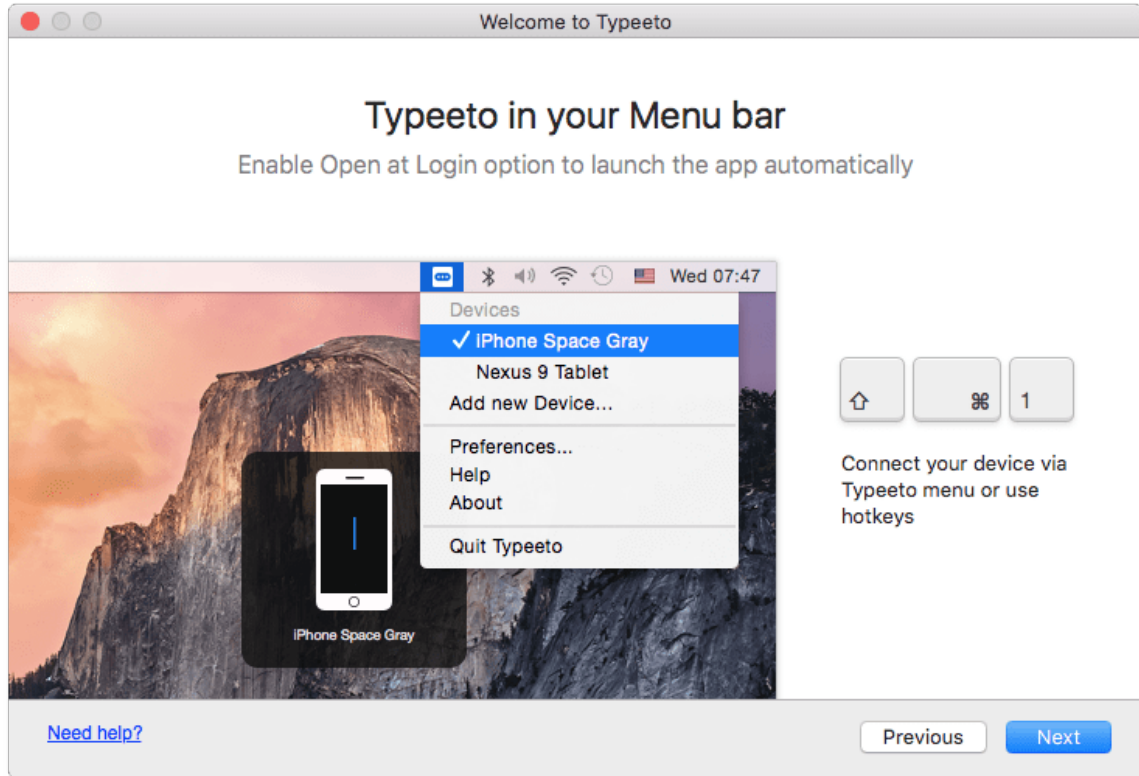 Welcome to Typeeto
Typeeto in your Menu bar
Enable Open at Login option to launch the app automatically
Wed 07:47
Devices
✓ iPhone Space Gray
Nexus 9 Tablet
Add new Device...
Preferences...
Help
About
Quit Typeeto
iPhone Space Gray
⇧ ⌘ 1
Connect your device via
Typeeto menu or use
hotkeys
Need help?
Previous
Next